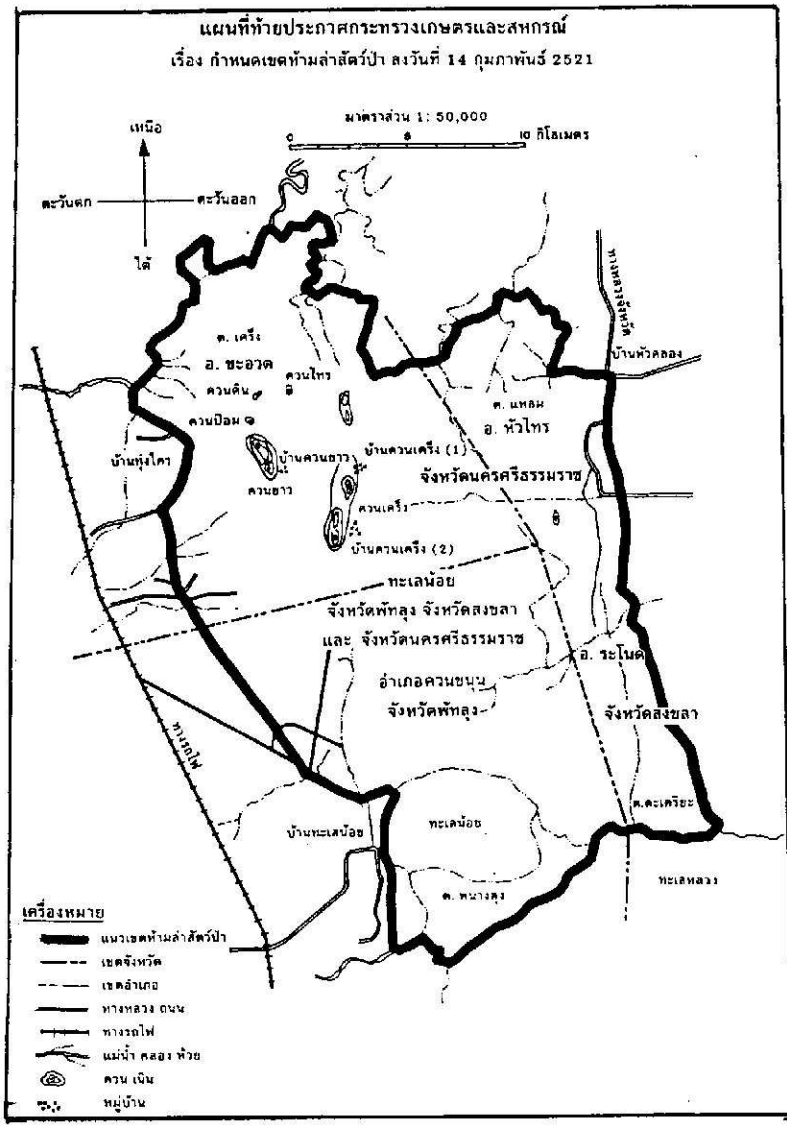 แผนที่ท้ายประกาศกระทรวงเกษตรและสหกรณ์
เรื่อง กำหนดเขตห้ามล่าสัตว์ป่า ลงวันที่ 14 กุมภาพันธ์ 2521
มาตราส่วน 1: 50,000
0 10 กิโลเมตร
เหนือ
ตะวันตก
ตะวันออก
ใต้
ทางหลวงจังหวัด
บ้านหัวคลอง
ต. เคร็ง
อ. ชะอวด
ควนไทร
ควนดิน
ควนป้อม
ต. แหลม
อ. หัวไทร
บ้านควนยาว
บ้านควนเคร็ง (1)
ควนยาว
จังหวัดนครศรีธรรมราช
ควนเคร็ง
บ้านควนเคร็ง (2)
ทะเลน้อย
จังหวัดพัทลุง จังหวัดสงขลา
และ จังหวัดนครศรีธรรมราช
อ. ระโนด
อำเภอควนขนุน
จังหวัดพัทลุง
จังหวัดสงขลา
ทางรถไฟ
ต.ตะเครียะ
บ้านทะเลน้อย
ทะเลน้อย
ทะเลหลวง
ต. พนางตุง
เครื่องหมาย
แนวเขตห้ามล่าสัตว์ป่า
เขตจังหวัด
เขตอำเภอ
ทางหลวง ถนน
ทางรถไฟ
แม่น้ำ คลอง ห้วย
ควน เนิน
หมู่บ้าน